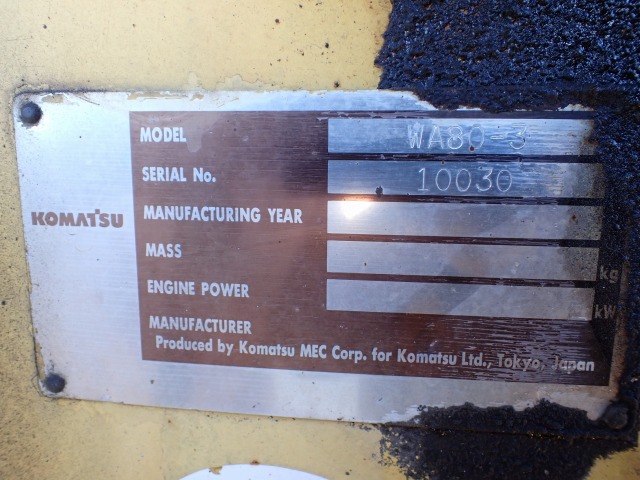 KOMATSU
MODEL WA80-3
SERIAL No. 10030
MANUFACTURING YEAR
MASS kg
ENGINE POWER kW
MANUFACTURER
Produced by Komatsu MEC Corp. for Komatsu Ltd., Tokyo, Japan